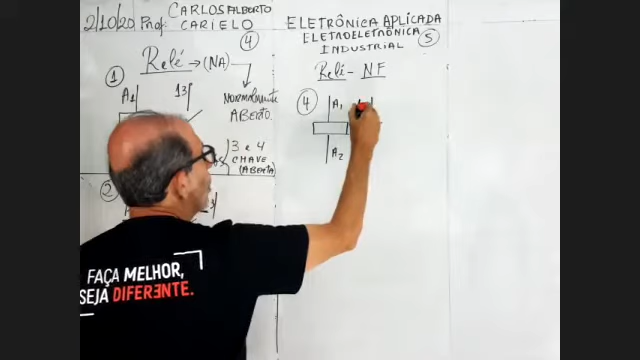 2/10/20 Prof: CARLOS ALBERTO
CARIELO
4
1
Relé → (NA)
NORMALMENTE
ABERTO.
A1
13
3 e 4
CHAVE
(ABERTA)
2
ELETRÔNICA APLICADA
ELETROELETRÔNICA
INDUSTRIAL
5
Relé - NF
4
A1
A2
FAÇA MELHOR,
SEJA DIFERENTE.